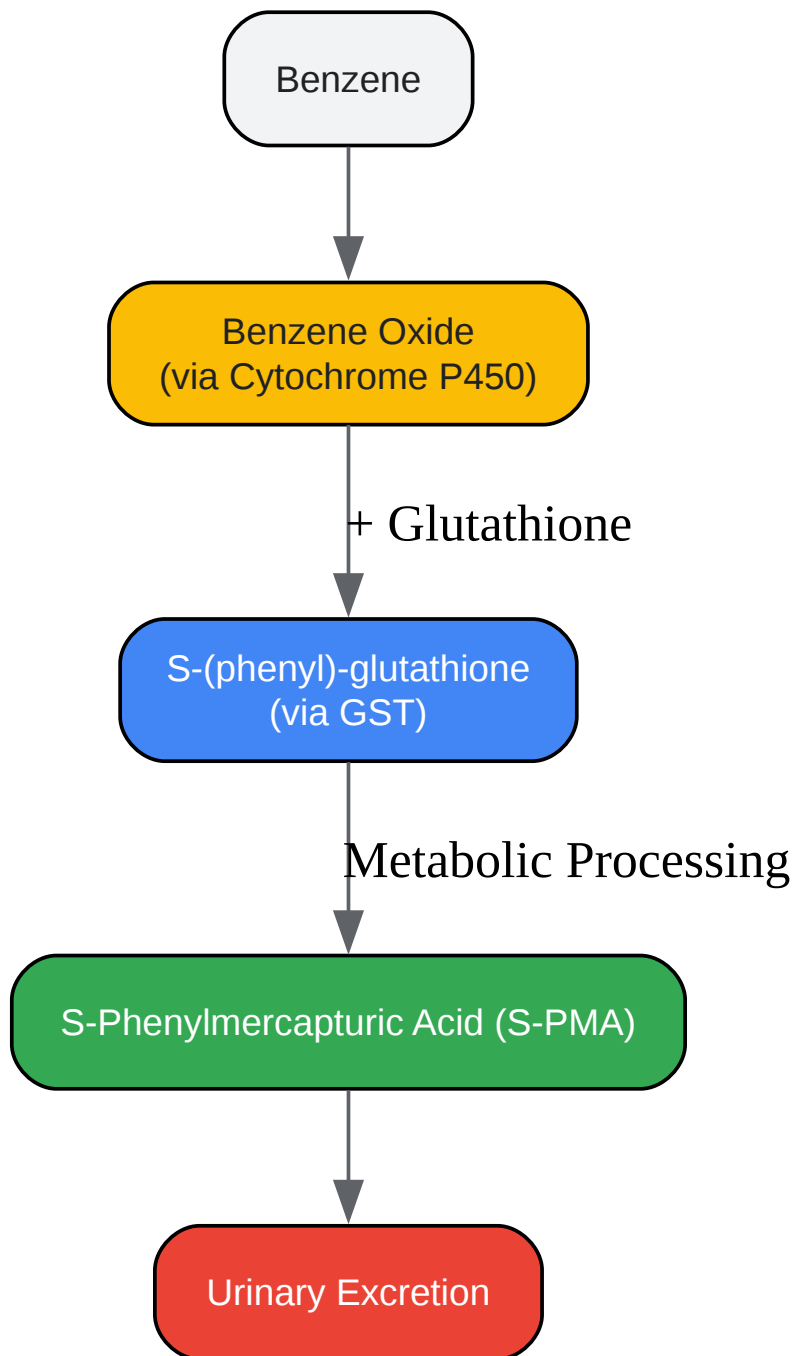 Benzene
Benzene Oxide
(via Cytochrome P450)
+ Glutathione
S-(phenyl)-glutathione
(via GST)
Metabolic Processing
S-Phenylmercapturic Acid (S-PMA)
Urinary Excretion